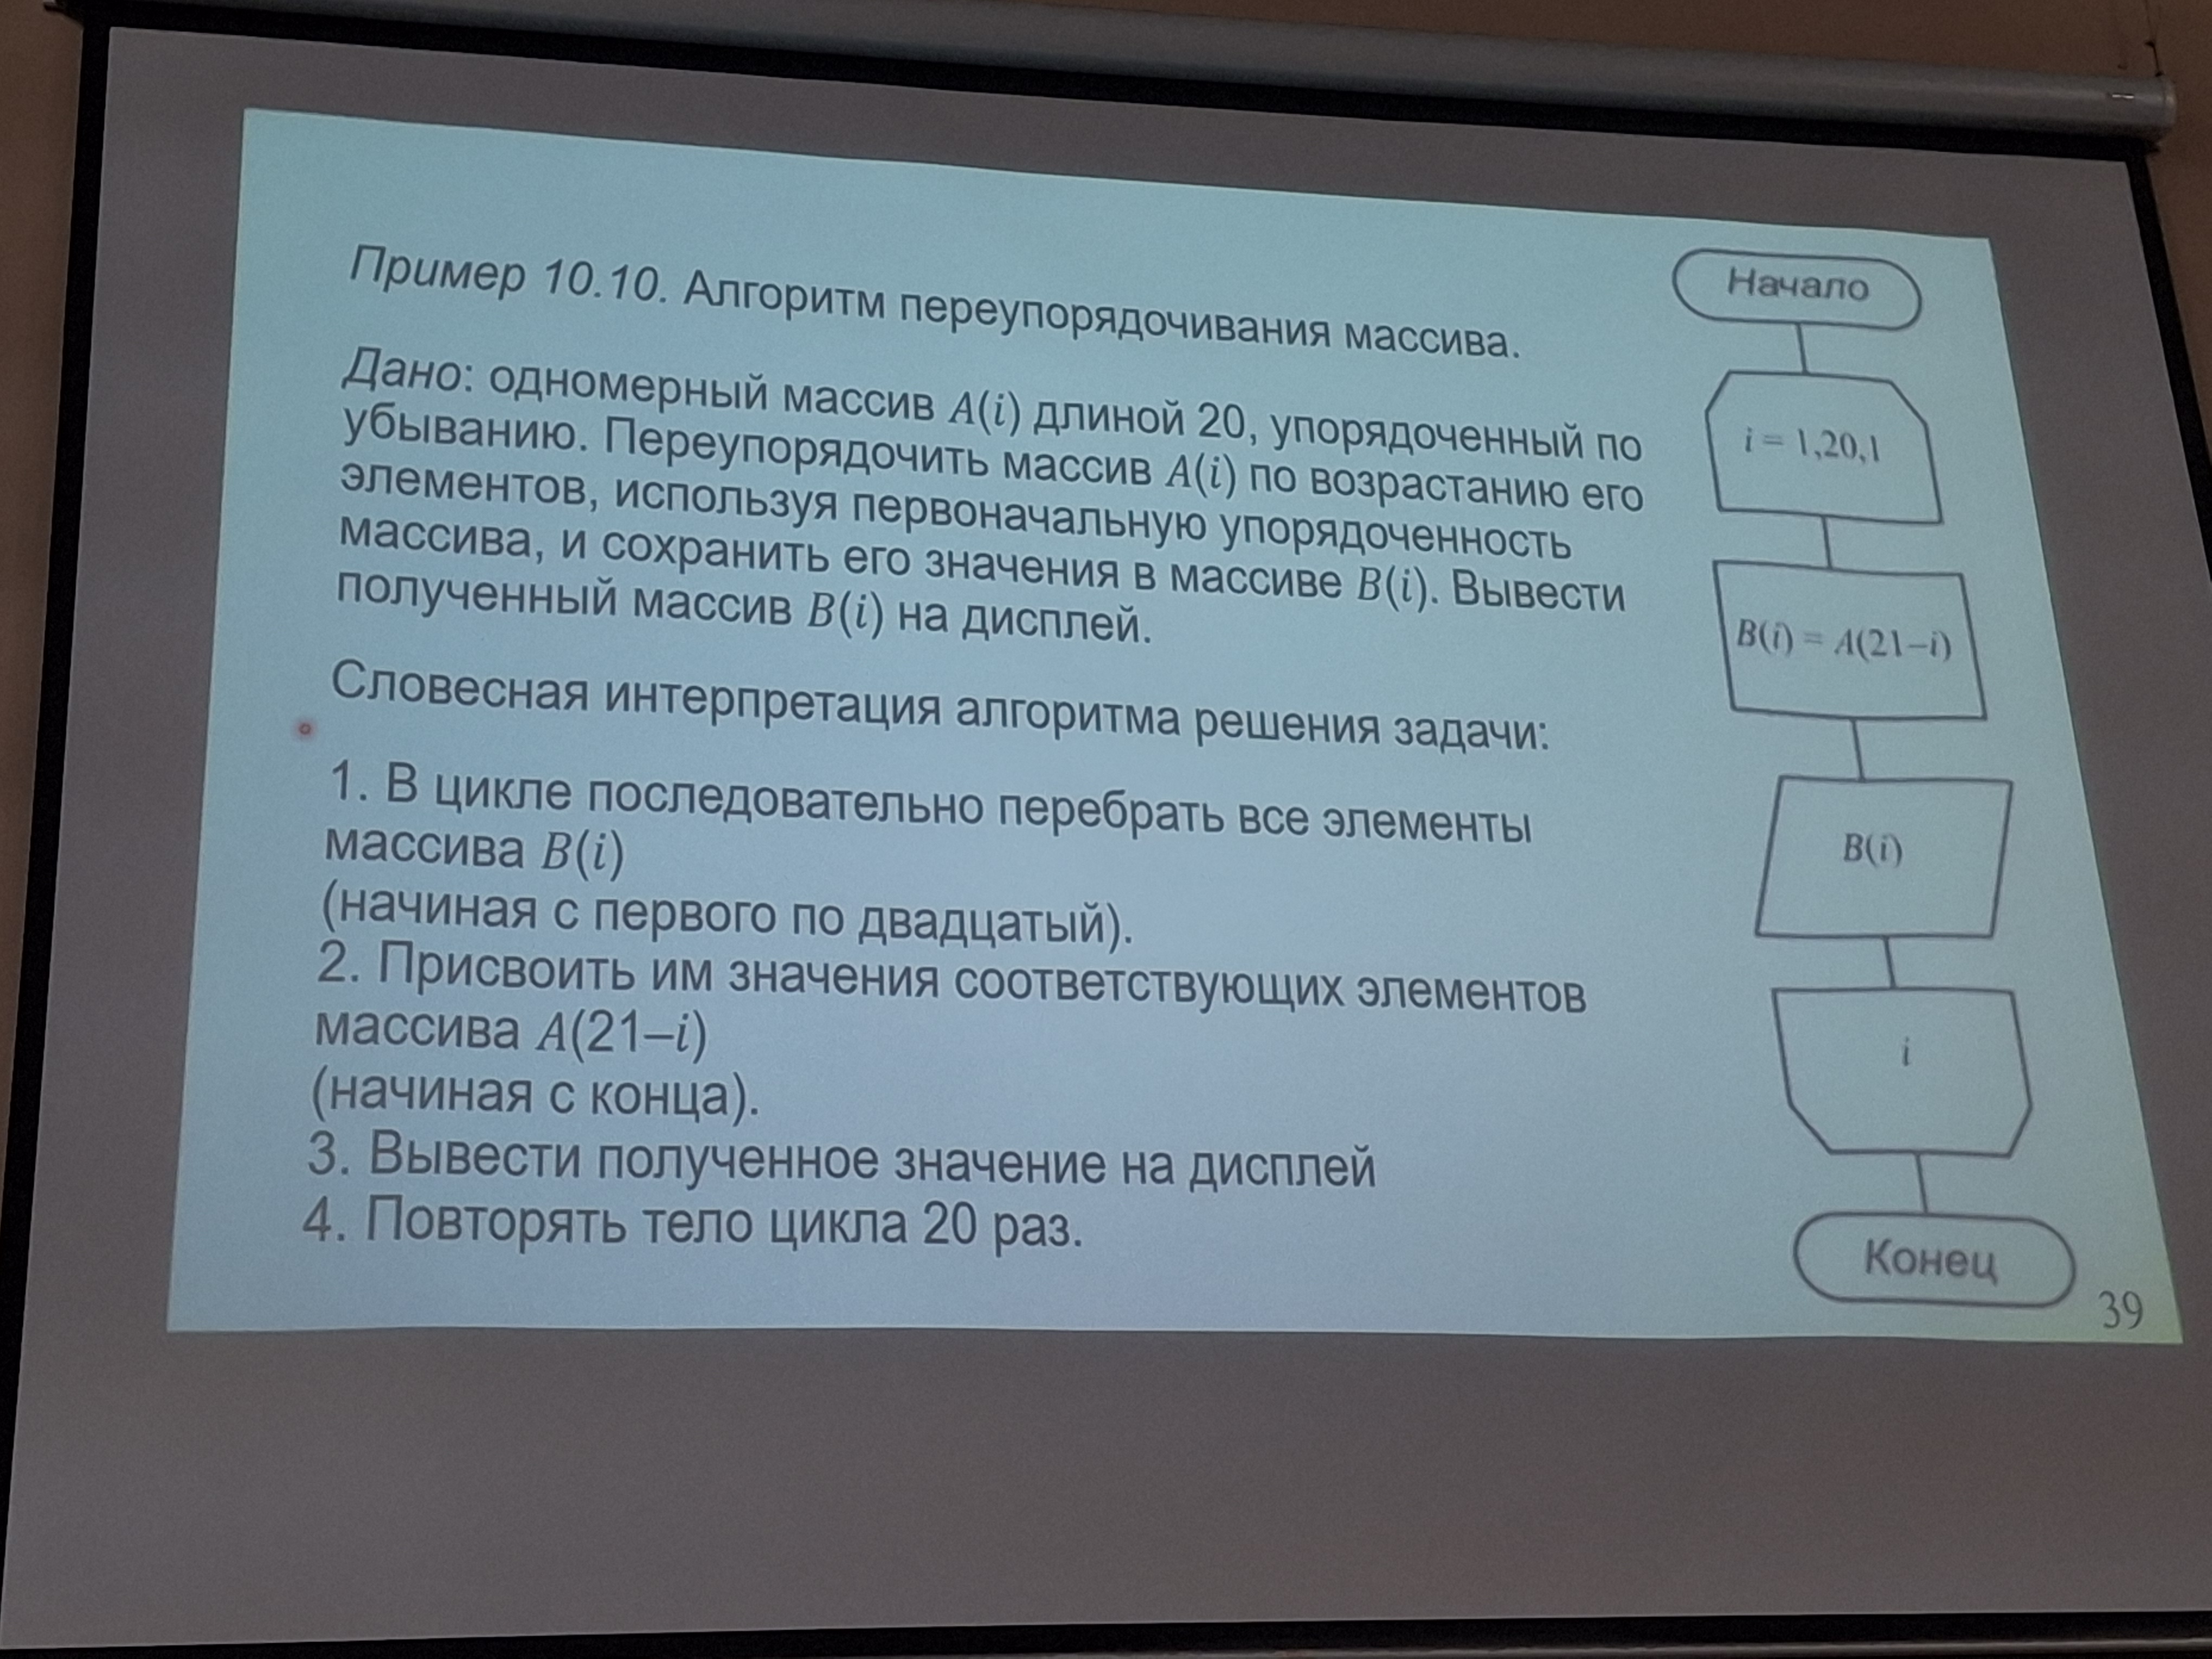 Пример 10.10. Алгоритм переупорядочивания массива.
Дано: одномерный массив A(i) длиной 20, упорядоченный по
убыванию. Переупорядочить массив A(i) по возрастанию его
элементов, используя первоначальную упорядоченность
массива, и сохранить его значения в массиве B(i). Вывести
полученный массив B(i) на дисплей.
Словесная интерпретация алгоритма решения задачи:
1. В цикле последовательно перебрать все элементы
массива B(i)
(начиная с первого по двадцатый).
2. Присвоить им значения соответствующих элементов
массива A(21–i)
(начиная с конца).
3. Вывести полученное значение на дисплей
4. Повторять тело цикла 20 раз.
Начало
i = 1,20,1
B(i) = A(21–i)
B(i)
i
Конец
39